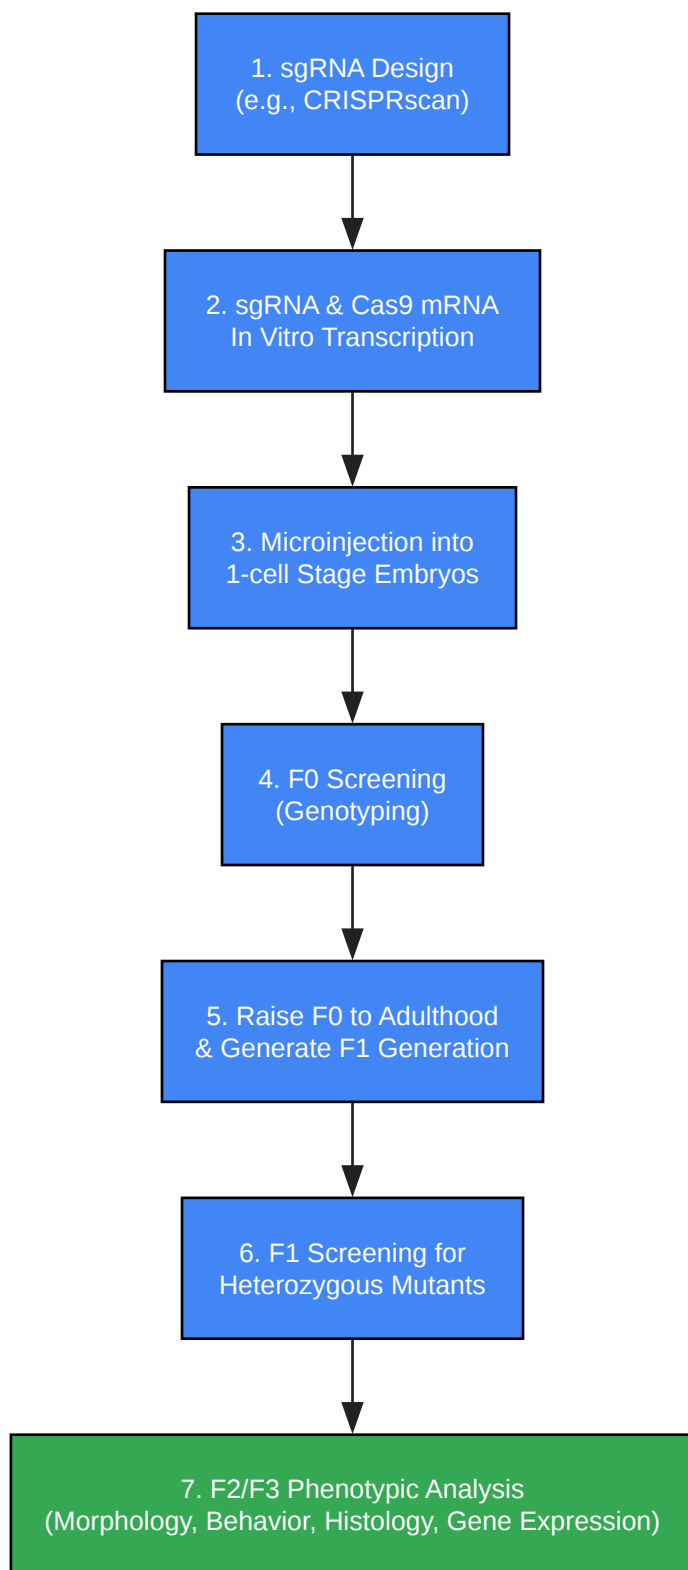 1. sgRNA Design
(e.g., CRISPRscan)
2. sgRNA & Cas9 mRNA
In Vitro Transcription
3. Microinjection into
1-cell Stage Embryos
4. F0 Screening
(Genotyping)
5. Raise F0 to Adulthood
& Generate F1 Generation
6. F1 Screening for
Heterozygous Mutants
7. F2/F3 Phenotypic Analysis
(Morphology, Behavior, Histology, Gene Expression)